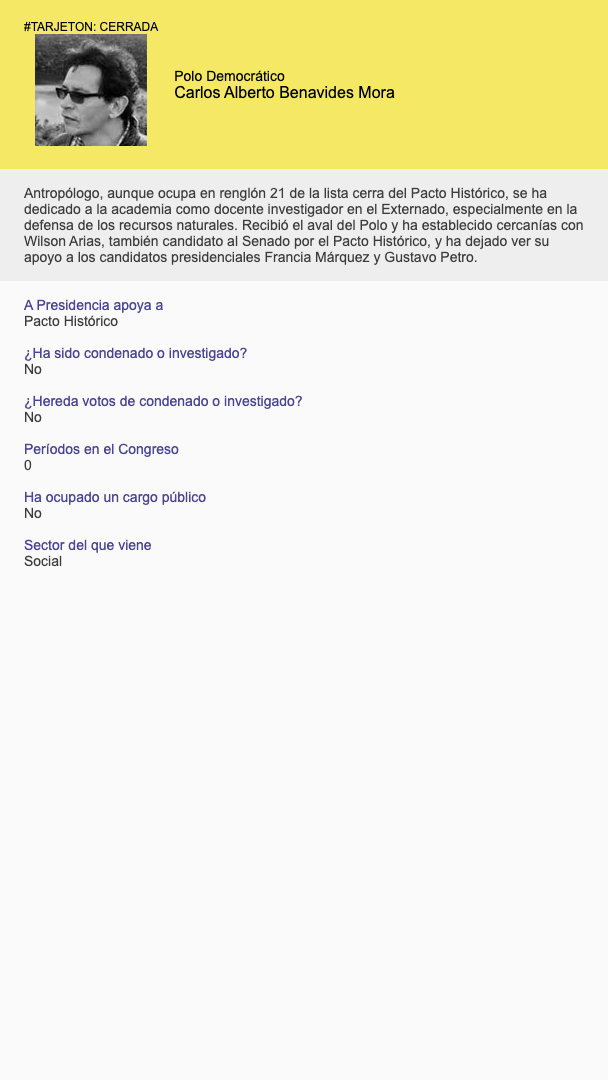 #TARJETON: CERRADA
Polo Democrático
Carlos Alberto Benavides Mora
Antropólogo, aunque ocupa en renglón 21 de la lista cerra del Pacto Histórico, se ha
dedicado a la academia como docente investigador en el Externado, especialmente en la
defensa de los recursos naturales. Recibió el aval del Polo y ha establecido cercanías con
Wilson Arias, también candidato al Senado por el Pacto Histórico, y ha dejado ver su
apoyo a los candidatos presidenciales Francia Márquez y Gustavo Petro.
A Presidencia apoya a
Pacto Histórico
¿Ha sido condenado o investigado?
No
¿Hereda votos de condenado o investigado?
No
Períodos en el Congreso
0
Ha ocupado un cargo público
No
Sector del que viene
Social